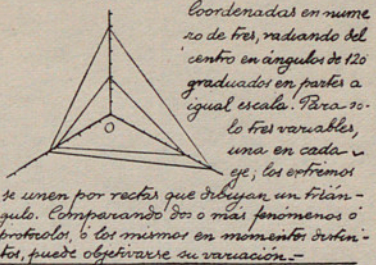 Coordenadas en nume
ro de tres, radiando del
centro en ángulos de 120
graduados en partes a
igual escala. Para so-
lo tres variables,
una en cada
eje; los extremos
O
se unen por rectas que dibujan un trián-
gulo. Comparando dos o más fenómenos ó
protocolos, ó los mismos en momentos distin-
tos, puede objetivarse su variación.-